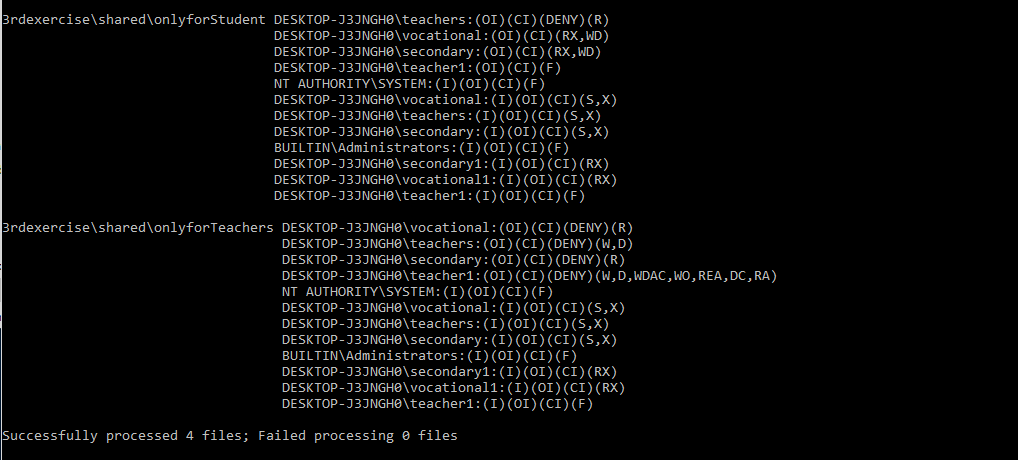 3rdexercise\shared\onlyforStudent DESKTOP-J3JNGH0\teachers:(OI)(CI)(DENY)(R)
DESKTOP-J3JNGH0\vocational:(OI)(CI)(RX,WD)
DESKTOP-J3JNGH0\secondary:(OI)(CI)(RX,WD)
DESKTOP-J3JNGH0\teacher1:(OI)(CI)(F)
NT AUTHORITY\SYSTEM:(I)(OI)(CI)(F)
DESKTOP-J3JNGH0\vocational:(I)(OI)(CI)(S,X)
DESKTOP-J3JNGH0\teachers:(I)(OI)(CI)(S,X)
DESKTOP-J3JNGH0\secondary:(I)(OI)(CI)(S,X)
BUILTIN\Administrators:(I)(OI)(CI)(F)
DESKTOP-J3JNGH0\secondary1:(I)(OI)(CI)(RX)
DESKTOP-J3JNGH0\vocational1:(I)(OI)(CI)(RX)
DESKTOP-J3JNGH0\teacher1:(I)(OI)(CI)(F)
3rdexercise\shared\onlyforTeachers DESKTOP-J3JNGH0\vocational:(OI)(CI)(DENY)(R)
DESKTOP-J3JNGH0\teachers:(OI)(CI)(DENY)(W,D)
DESKTOP-J3JNGH0\secondary:(OI)(CI)(DENY)(R)
DESKTOP-J3JNGH0\teacher1:(OI)(CI)(DENY)(W,D,WDAC,WO,REA,DC,RA)
NT AUTHORITY\SYSTEM:(I)(OI)(CI)(F)
DESKTOP-J3JNGH0\vocational:(I)(OI)(CI)(S,X)
DESKTOP-J3JNGH0\teachers:(I)(OI)(CI)(S,X)
DESKTOP-J3JNGH0\secondary:(I)(OI)(CI)(S,X)
BUILTIN\Administrators:(I)(OI)(CI)(F)
DESKTOP-J3JNGH0\secondary1:(I)(OI)(CI)(RX)
DESKTOP-J3JNGH0\vocational1:(I)(OI)(CI)(RX)
DESKTOP-J3JNGH0\teacher1:(I)(OI)(CI)(F)
Successfully processed 4 files; Failed processing 0 files